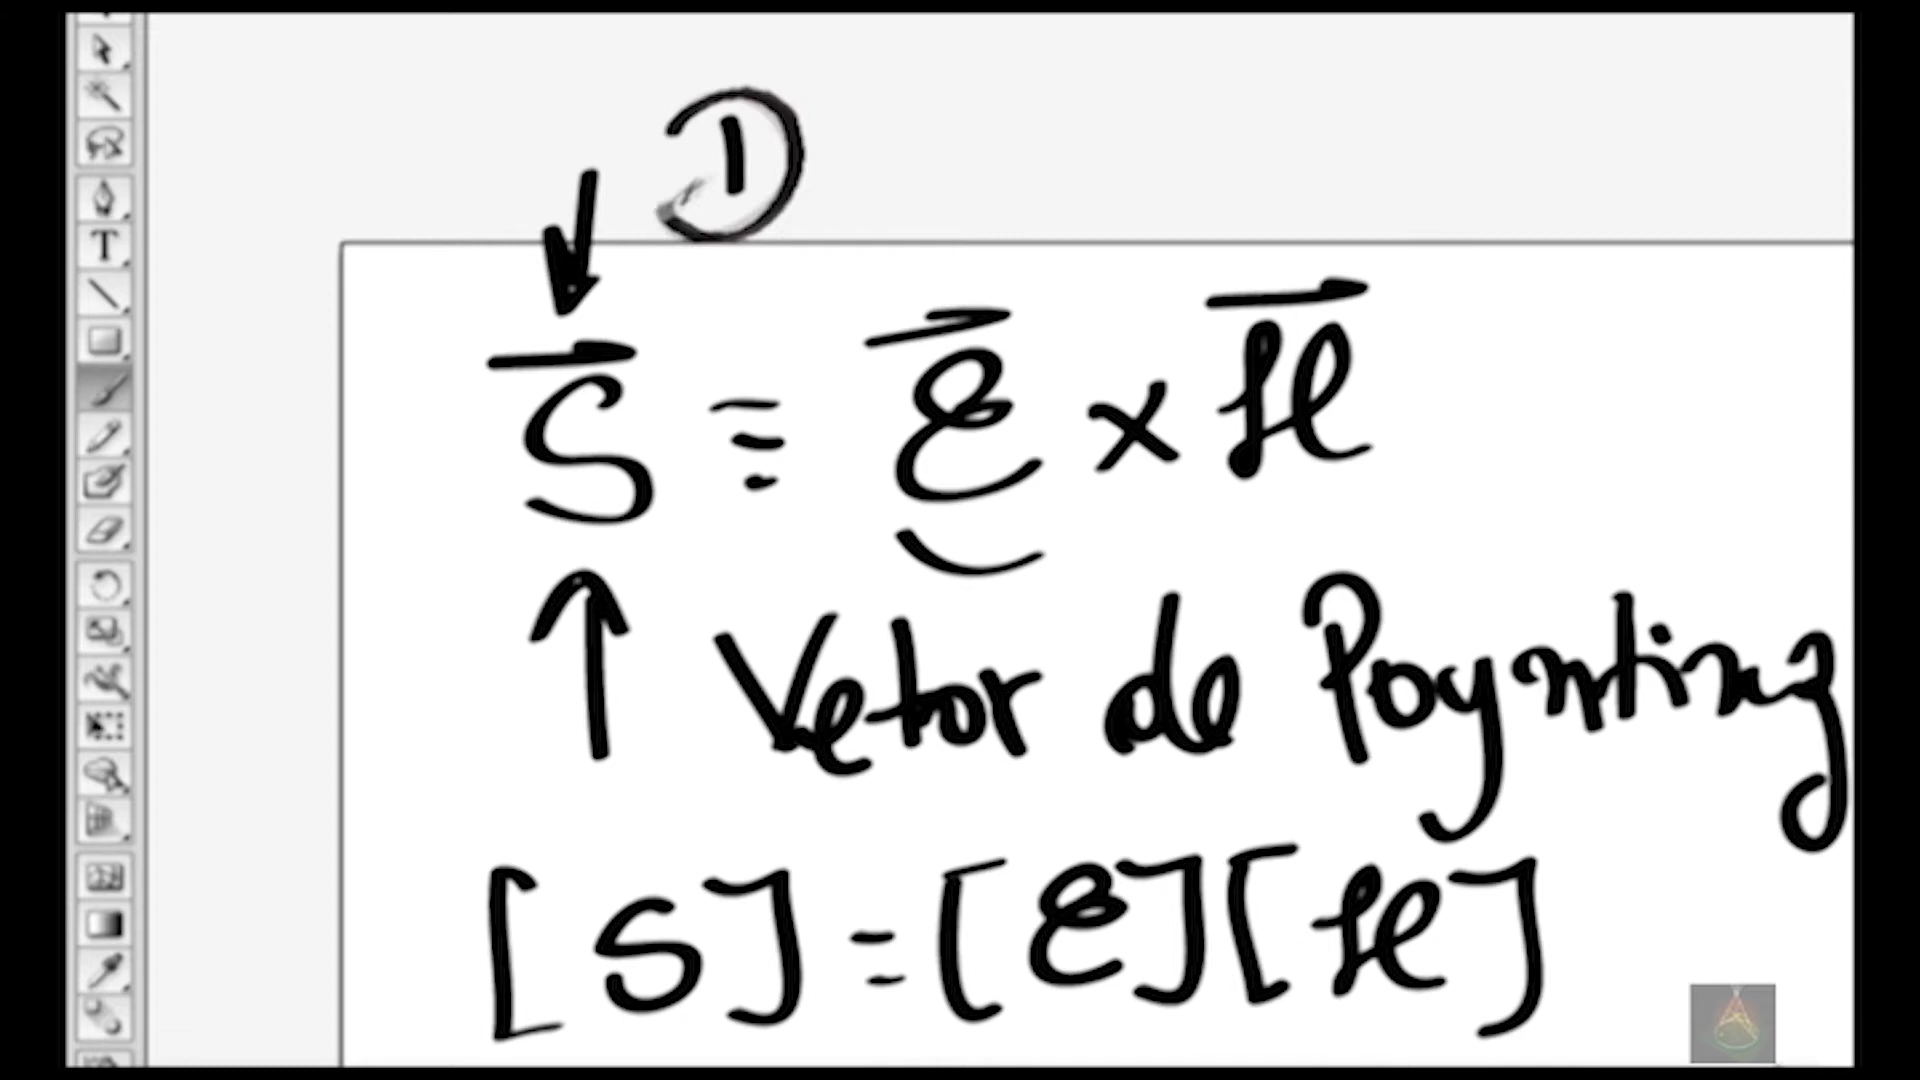 ①
S⃗ ≡ ℰ⃗ × ℋ⃗
Vetor de Poynting
[S] = [ℰ][ℋ]